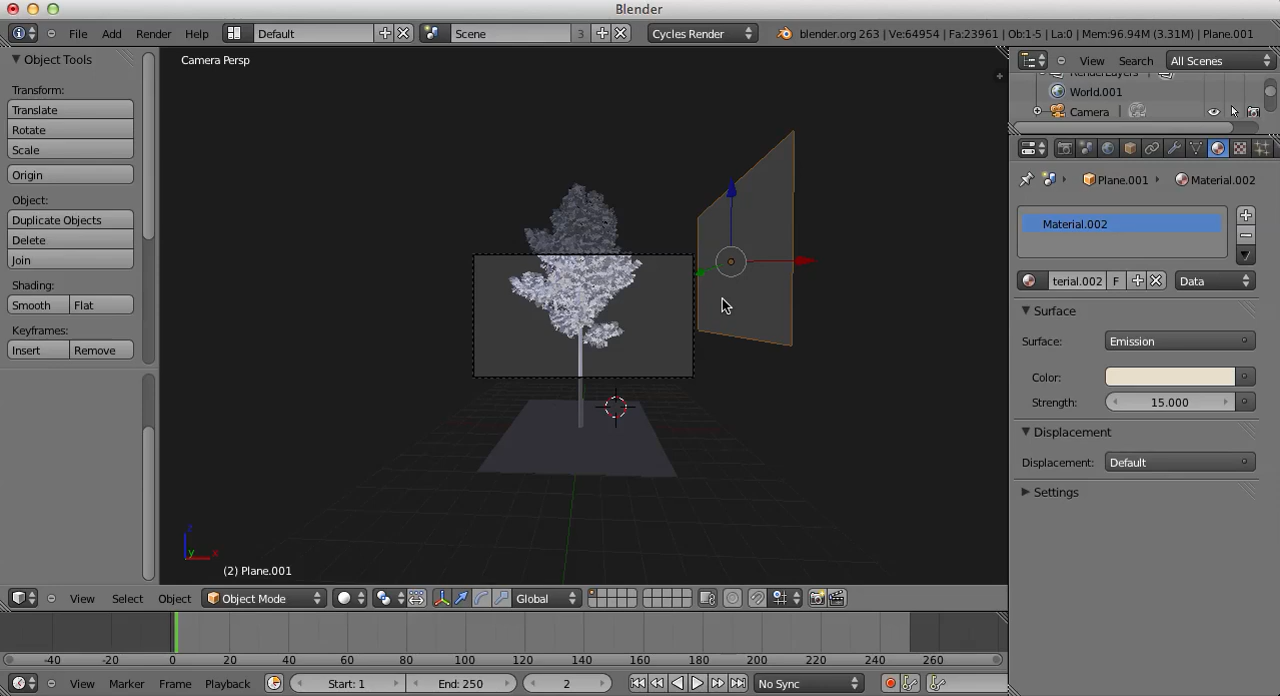 Blender
File Add Render Help Default Scene 3 Cycles Render blender.org 263 | Ve:64954 | Fa:23961 | Ob:1-5 | La:0 | Mem:96.94M (3.31M) | Plane.001
Object Tools
Transform:
Translate
Rotate
Scale
Origin
Object:
Duplicate Objects
Delete
Join
Shading:
Smooth Flat
Keyframes:
Insert Remove
Camera Persp
z
y x
(2) Plane.001
View Select Object Object Mode Global
-40 -20 0 20 40 60 80 100 120 140 160 180 200 220 240 260
View Marker Frame Playback Start: 1 End: 250 2 No Sync
View Search All Scenes
RenderLayers
World.001
Camera
Plane.001 Material.002
Material.002
terial.002 F Data
Surface
Surface: Emission
Color:
Strength: 15.000
Displacement
Displacement: Default
Settings